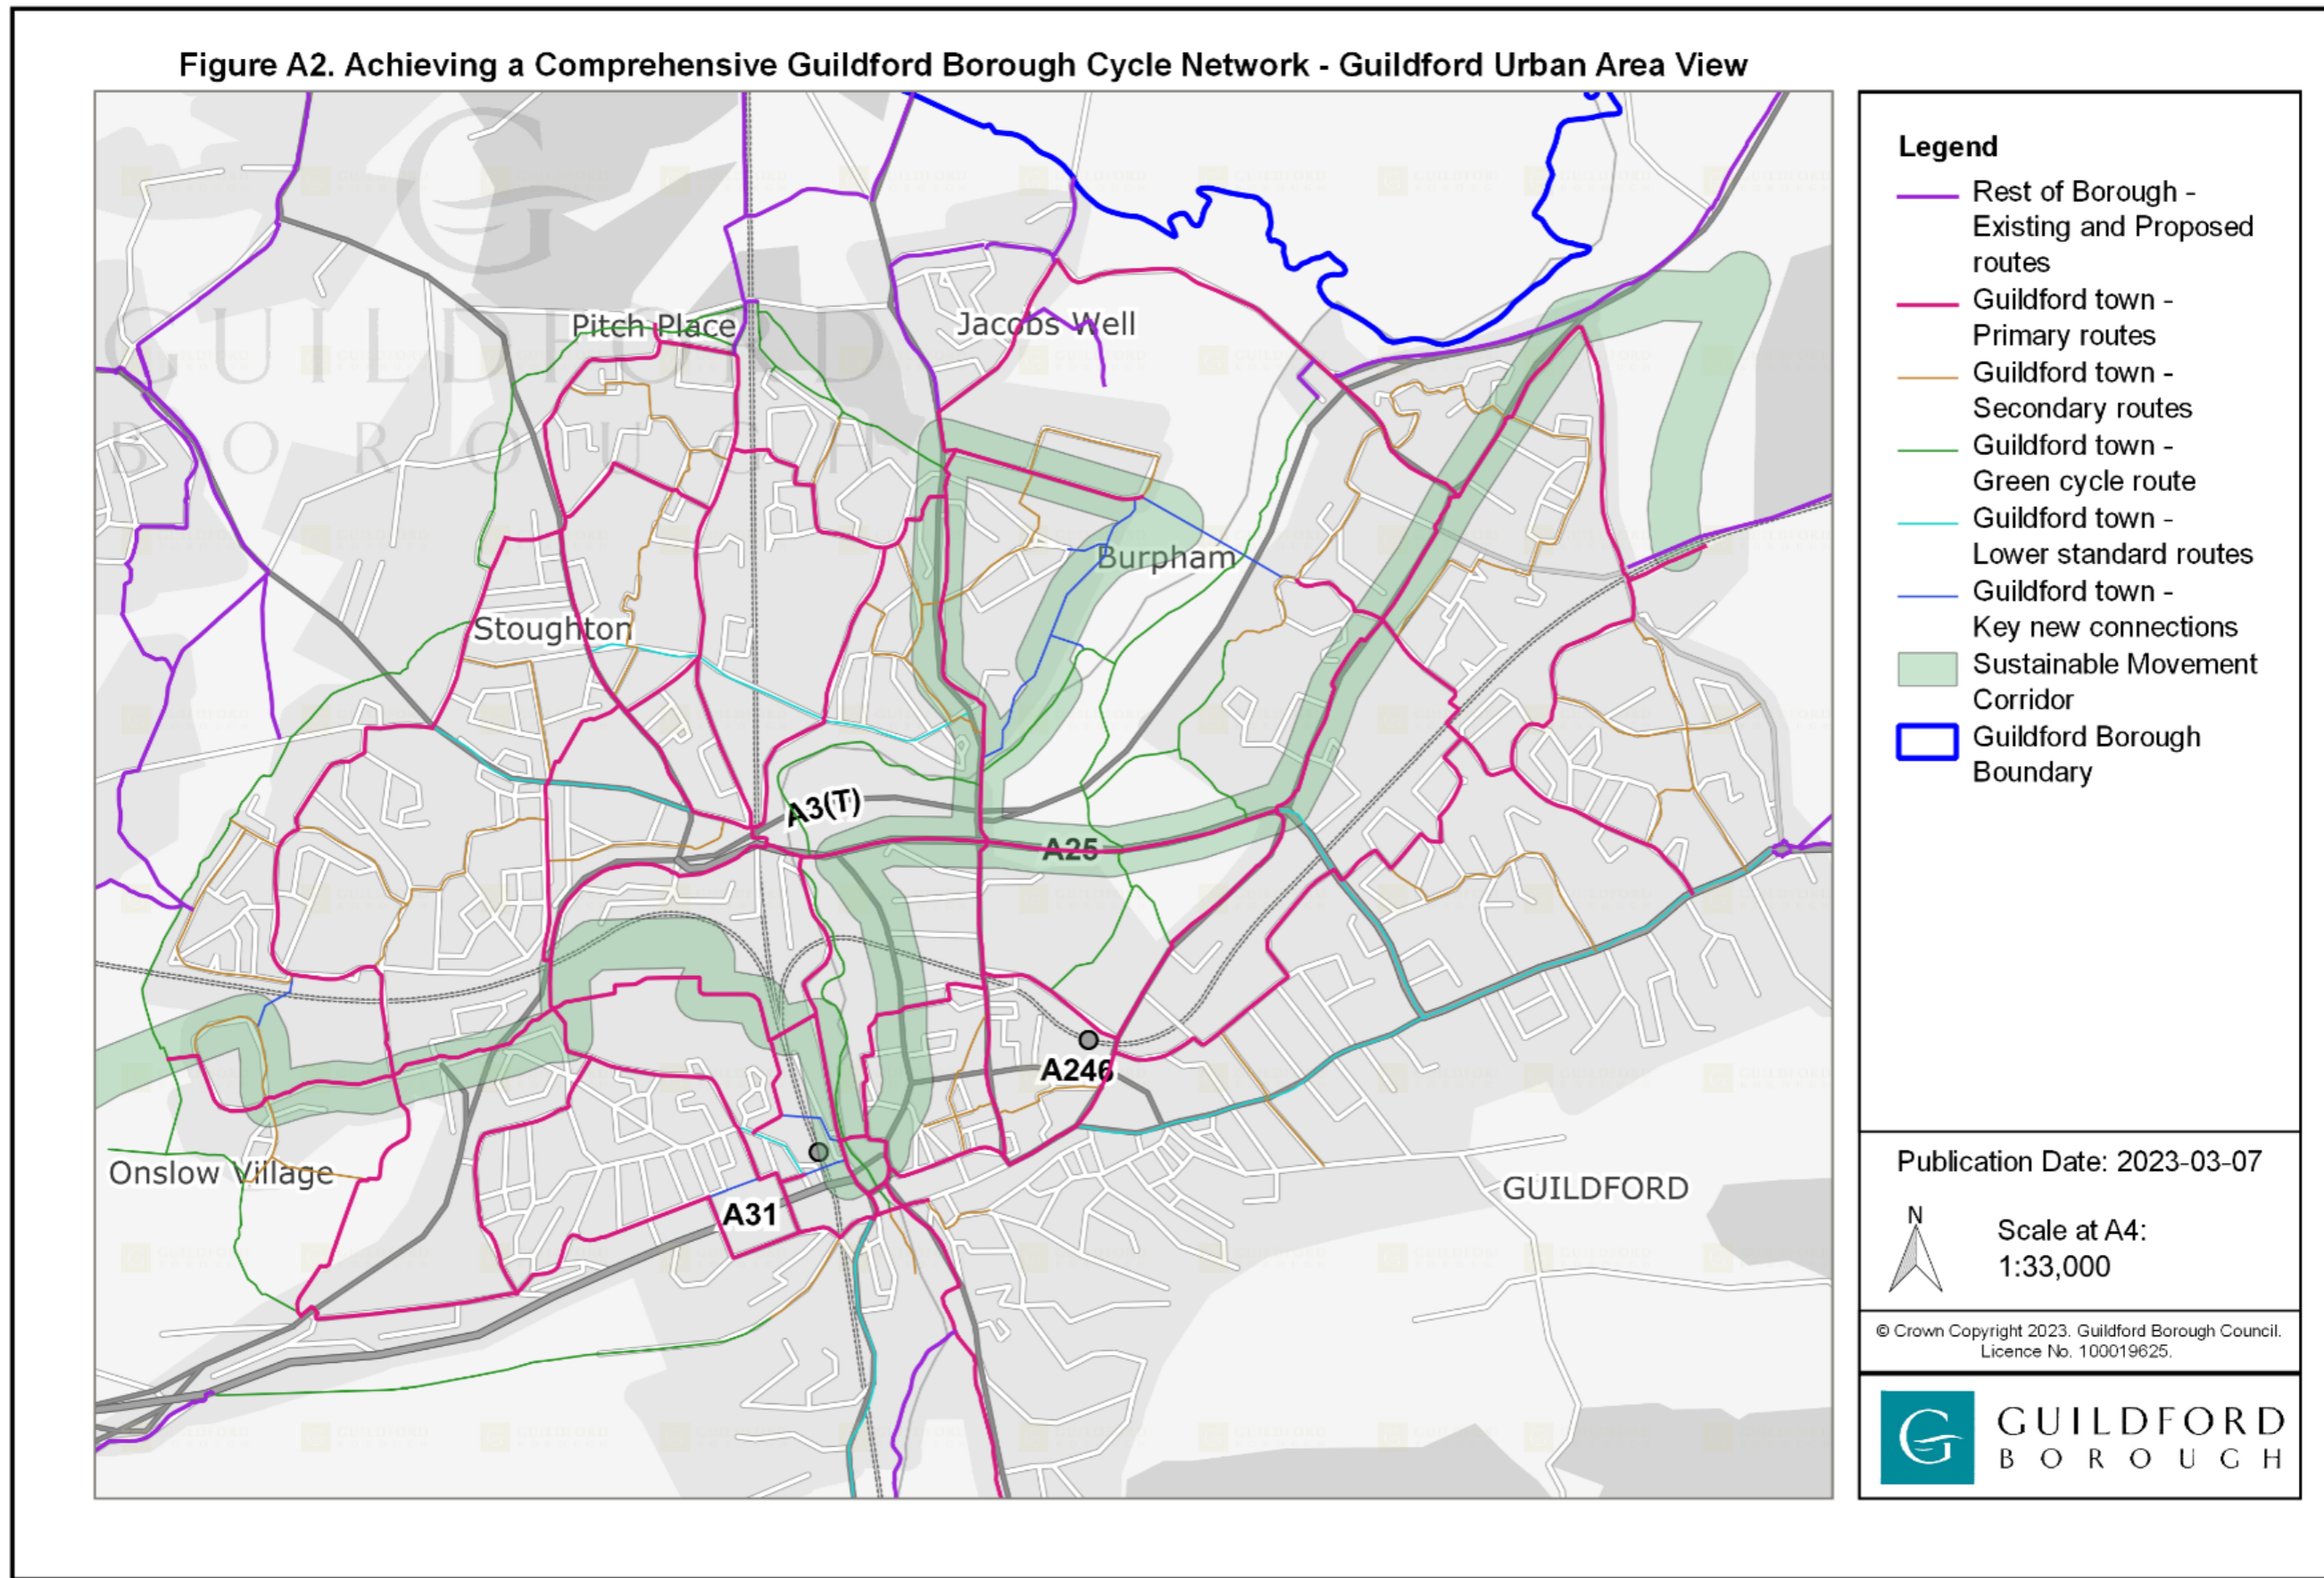 Figure A2. Achieving a Comprehensive Guildford Borough Cycle Network - Guildford Urban Area View
GUILDFORD
BOROUGH
Pitch Place
Jacobs Well
Burpham
Stoughton
A3(T)
A25
A246
Onslow Village
A31
GUILDFORD
Legend
Rest of Borough -
Existing and Proposed
routes
Guildford town -
Primary routes
Guildford town -
Secondary routes
Guildford town -
Green cycle route
Guildford town -
Lower standard routes
Guildford town -
Key new connections
Sustainable Movement
Corridor
Guildford Borough
Boundary
Publication Date: 2023-03-07
N
Scale at A4:
1:33,000
© Crown Copyright 2023. Guildford Borough Council.
Licence No. 100019625.
GUILDFORD
BOROUGH